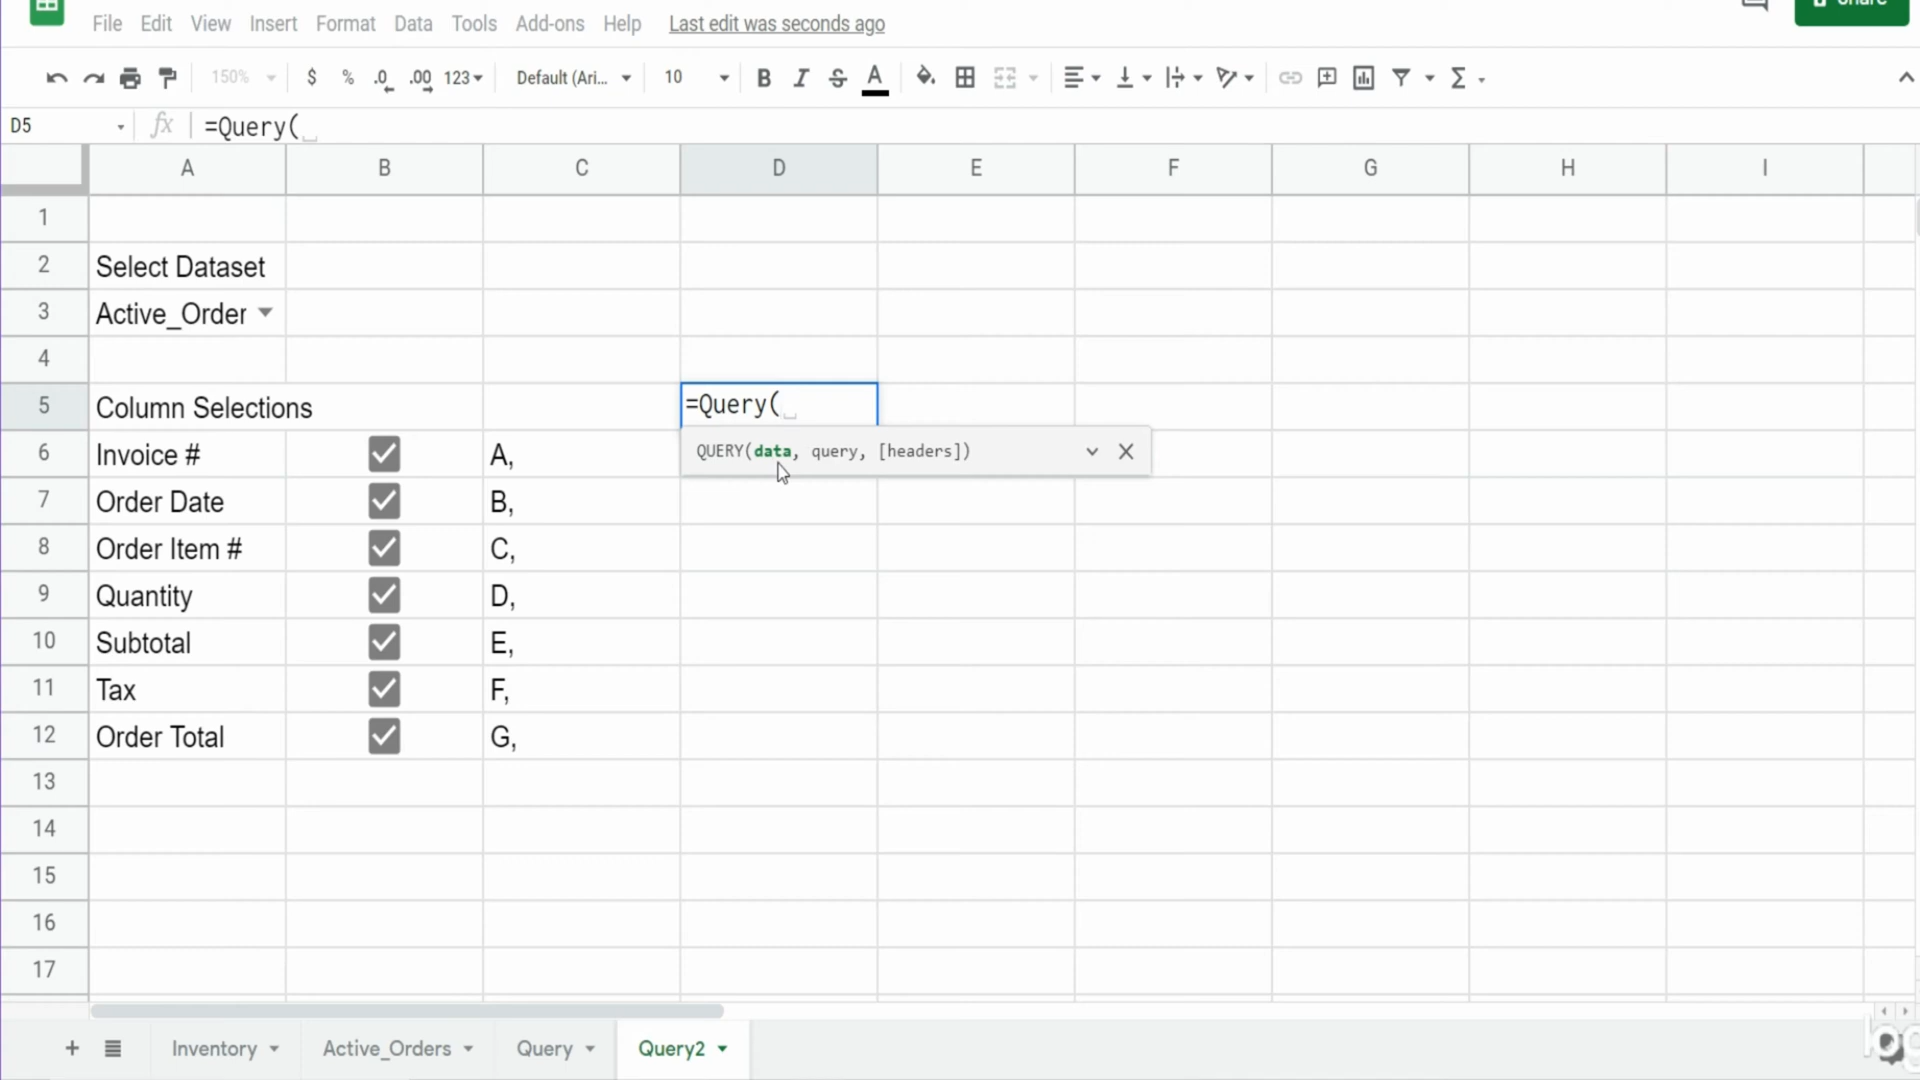 File Edit View Insert Format Data Tools Add-ons Help Last edit was seconds ago Share
150% $ % .0 .00 123 Default (Ari... 10 B I S A Σ
D5 fx =Query(
A B C D E F G H I
1
2 Select Dataset
3 Active_Order
4
5 Column Selections =Query(
6 Invoice # A, QUERY(data, query, [headers])
7 Order Date B,
8 Order Item # C,
9 Quantity D,
10 Subtotal E,
11 Tax F,
12 Order Total G,
13
14
15
16
17
Inventory Active_Orders Query Query2